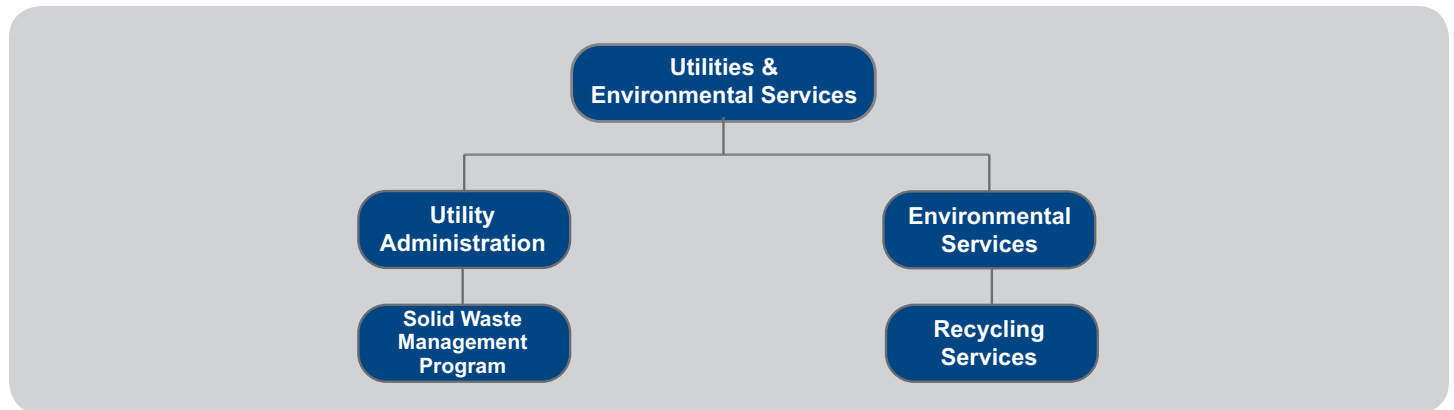 Utilities &
Environmental Services
Utility
Administration
Environmental
Services
Solid Waste
Management
Program
Recycling
Services